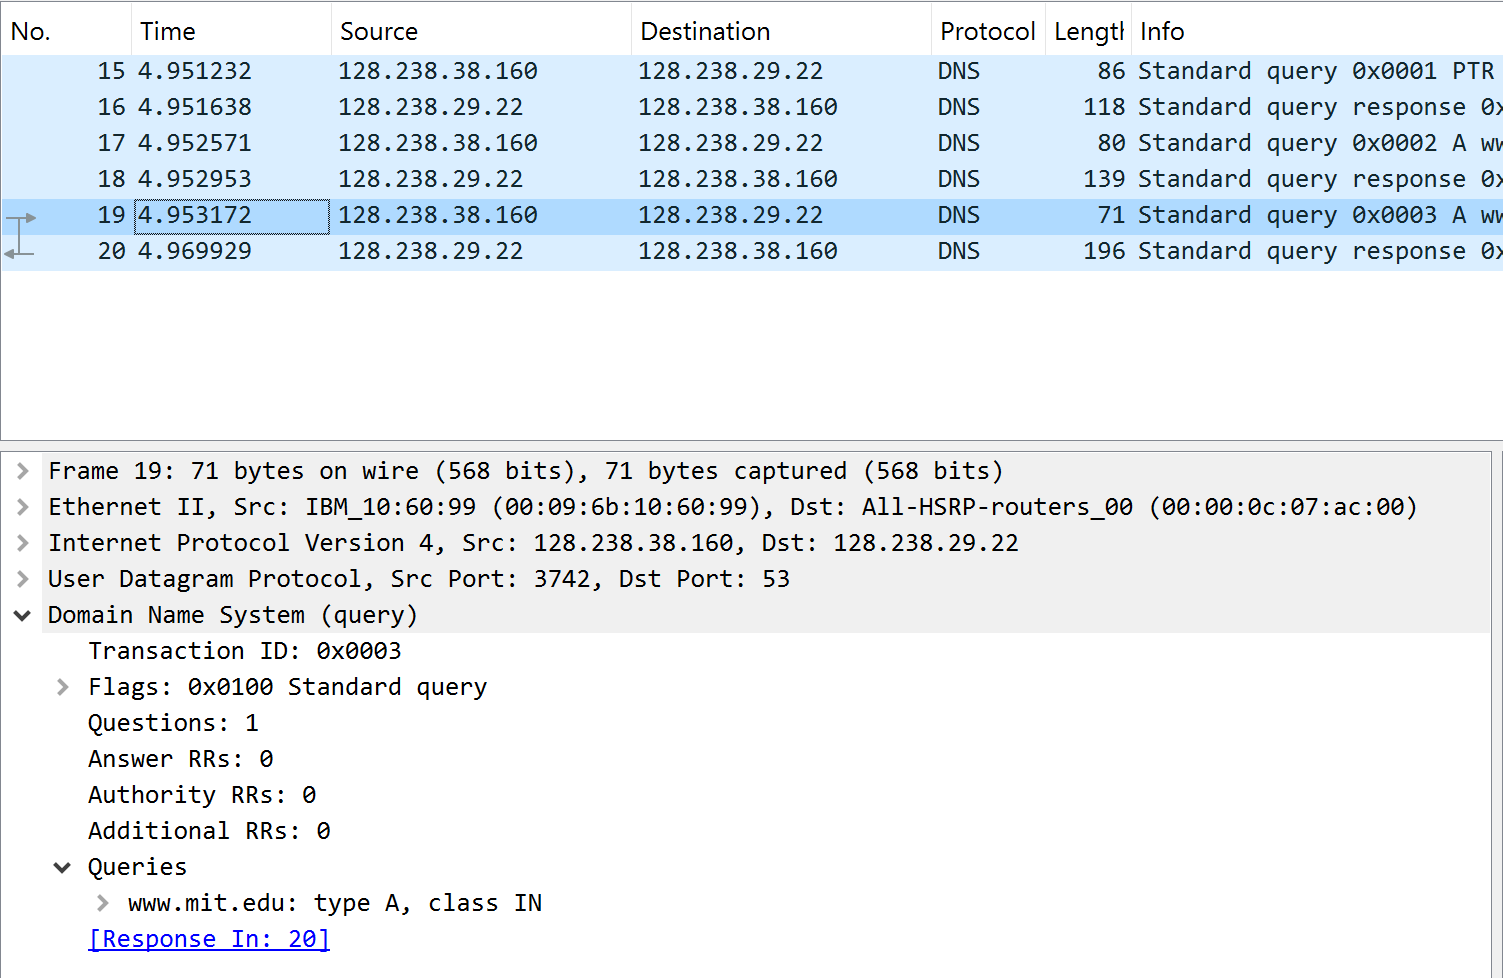 No. Time Source Destination Protocol Length Info
15 4.951232 128.238.38.160 128.238.29.22 DNS 86 Standard query 0x0001 PTR
16 4.951638 128.238.29.22 128.238.38.160 DNS 118 Standard query response 0x
17 4.952571 128.238.38.160 128.238.29.22 DNS 80 Standard query 0x0002 A ww
18 4.952953 128.238.29.22 128.238.38.160 DNS 139 Standard query response 0x
19 4.953172 128.238.38.160 128.238.29.22 DNS 71 Standard query 0x0003 A ww
20 4.969929 128.238.29.22 128.238.38.160 DNS 196 Standard query response 0x
Frame 19: 71 bytes on wire (568 bits), 71 bytes captured (568 bits)
Ethernet II, Src: IBM_10:60:99 (00:09:6b:10:60:99), Dst: All-HSRP-routers_00 (00:00:0c:07:ac:00)
Internet Protocol Version 4, Src: 128.238.38.160, Dst: 128.238.29.22
User Datagram Protocol, Src Port: 3742, Dst Port: 53
Domain Name System (query)
Transaction ID: 0x0003
Flags: 0x0100 Standard query
Questions: 1
Answer RRs: 0
Authority RRs: 0
Additional RRs: 0
Queries
www.mit.edu: type A, class IN
[Response In: 20]